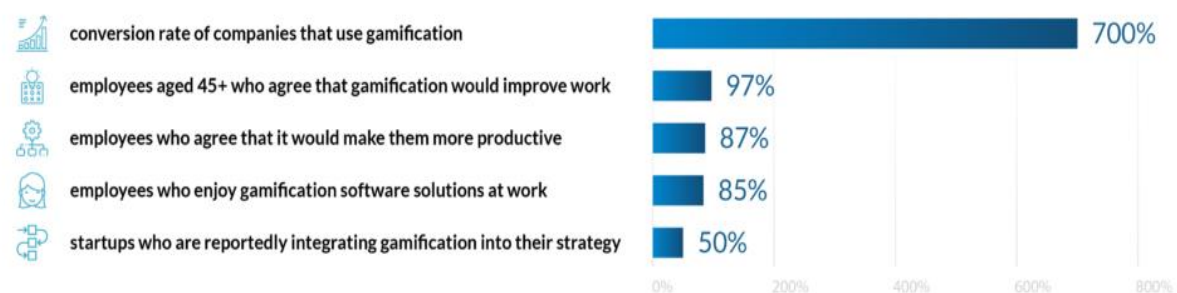 conversion rate of companies that use gamification 700%
employees aged 45+ who agree that gamification would improve work 97%
employees who agree that it would make them more productive 87%
employees who enjoy gamification software solutions at work 85%
startups who are reportedly integrating gamification into their strategy 50%
0% 200% 400% 600% 800%